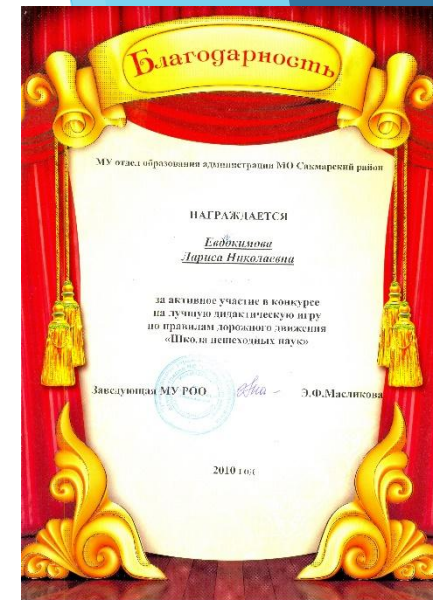 Благодарность
МУ отдел образования администрации МО Сакмарский район
НАГРАЖДАЕТСЯ
Евдокимова
Лариса Николаевна
за активное участие в конкурсе
на лучшую дидактическую игру
по правилам дорожного движения
«Школа пешеходных наук»
Заведующая МУ РОО Э.Ф.Масликова
2010 год